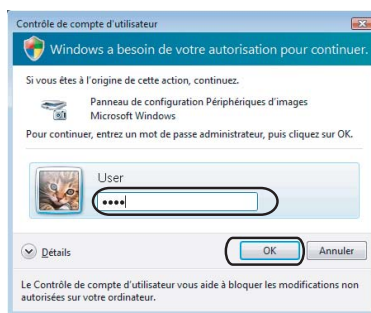 Contrôle de compte d'utilisateur
Windows a besoin de votre autorisation pour continuer.
Si vous êtes à l'origine de cette action, continuez.
Panneau de configuration Périphériques d'images
Microsoft Windows
Pour continuer, entrez un mot de passe administrateur, puis cliquez sur OK.
User
••••
Détails
OK
Annuler
Le Contrôle de compte d'utilisateur vous aide à bloquer les modifications non
autorisées sur votre ordinateur.